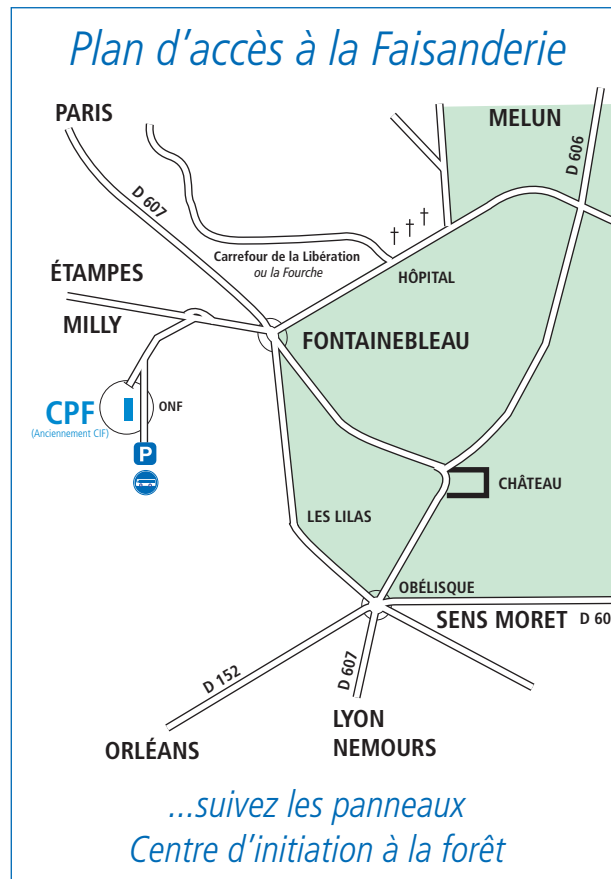 Plan d'accès à la Faisanderie
PARIS
MELUN
D 606
D 607
Carrefour de la Libération
ou la Fourche
† † †
HÔPITAL
ÉTAMPES
MILLY
FONTAINEBLEAU
CPF
(Anciennement CIF)
ONF
P
CHÂTEAU
LES LILAS
OBÉLISQUE
SENS MORET D 60
D 152
D 607
ORLÉANS
LYON
NEMOURS
...suivez les panneaux
Centre d'initiation à la forêt